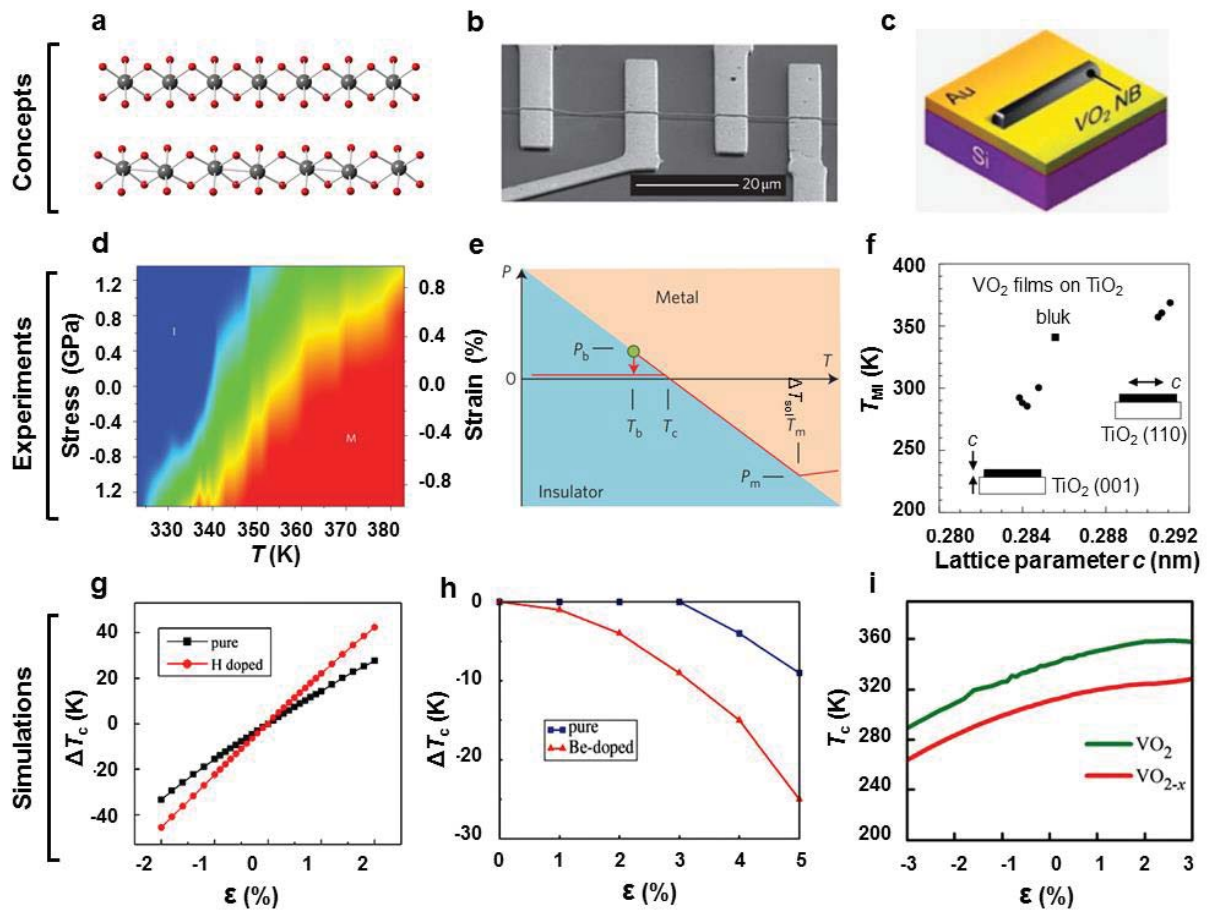 Concepts
a
b
20 μm
c
Au
VO2 NB
Si
Experiments
d
Stress (GPa)
1.2
0.8
0.4
0.0
0.4
0.8
1.2
I
M
330 340 350 360 370 380
T (K)
0.8
0.4
0.0
-0.4
-0.8
Strain (%)
e
P
Metal
Pb
0
T
ΔTsol
Tb
Tc
Tm
Pm
Insulator
f
TMI (K)
400
350
300
250
200
VO2 films on TiO2
bluk
c
TiO2 (110)
c
TiO2 (001)
0.280 0.284 0.288 0.292
Lattice parameter c (nm)
Simulations
g
ΔTc (K)
40
20
0
-20
-40
pure
H doped
-2 -1 0 1 2
ε (%)
h
ΔTc (K)
0
-10
-20
-30
pure
Be-doped
0 1 2 3 4 5
ε (%)
i
Tc (K)
360
320
280
240
200
VO2
VO2-x
-3 -2 -1 0 1 2 3
ε (%)